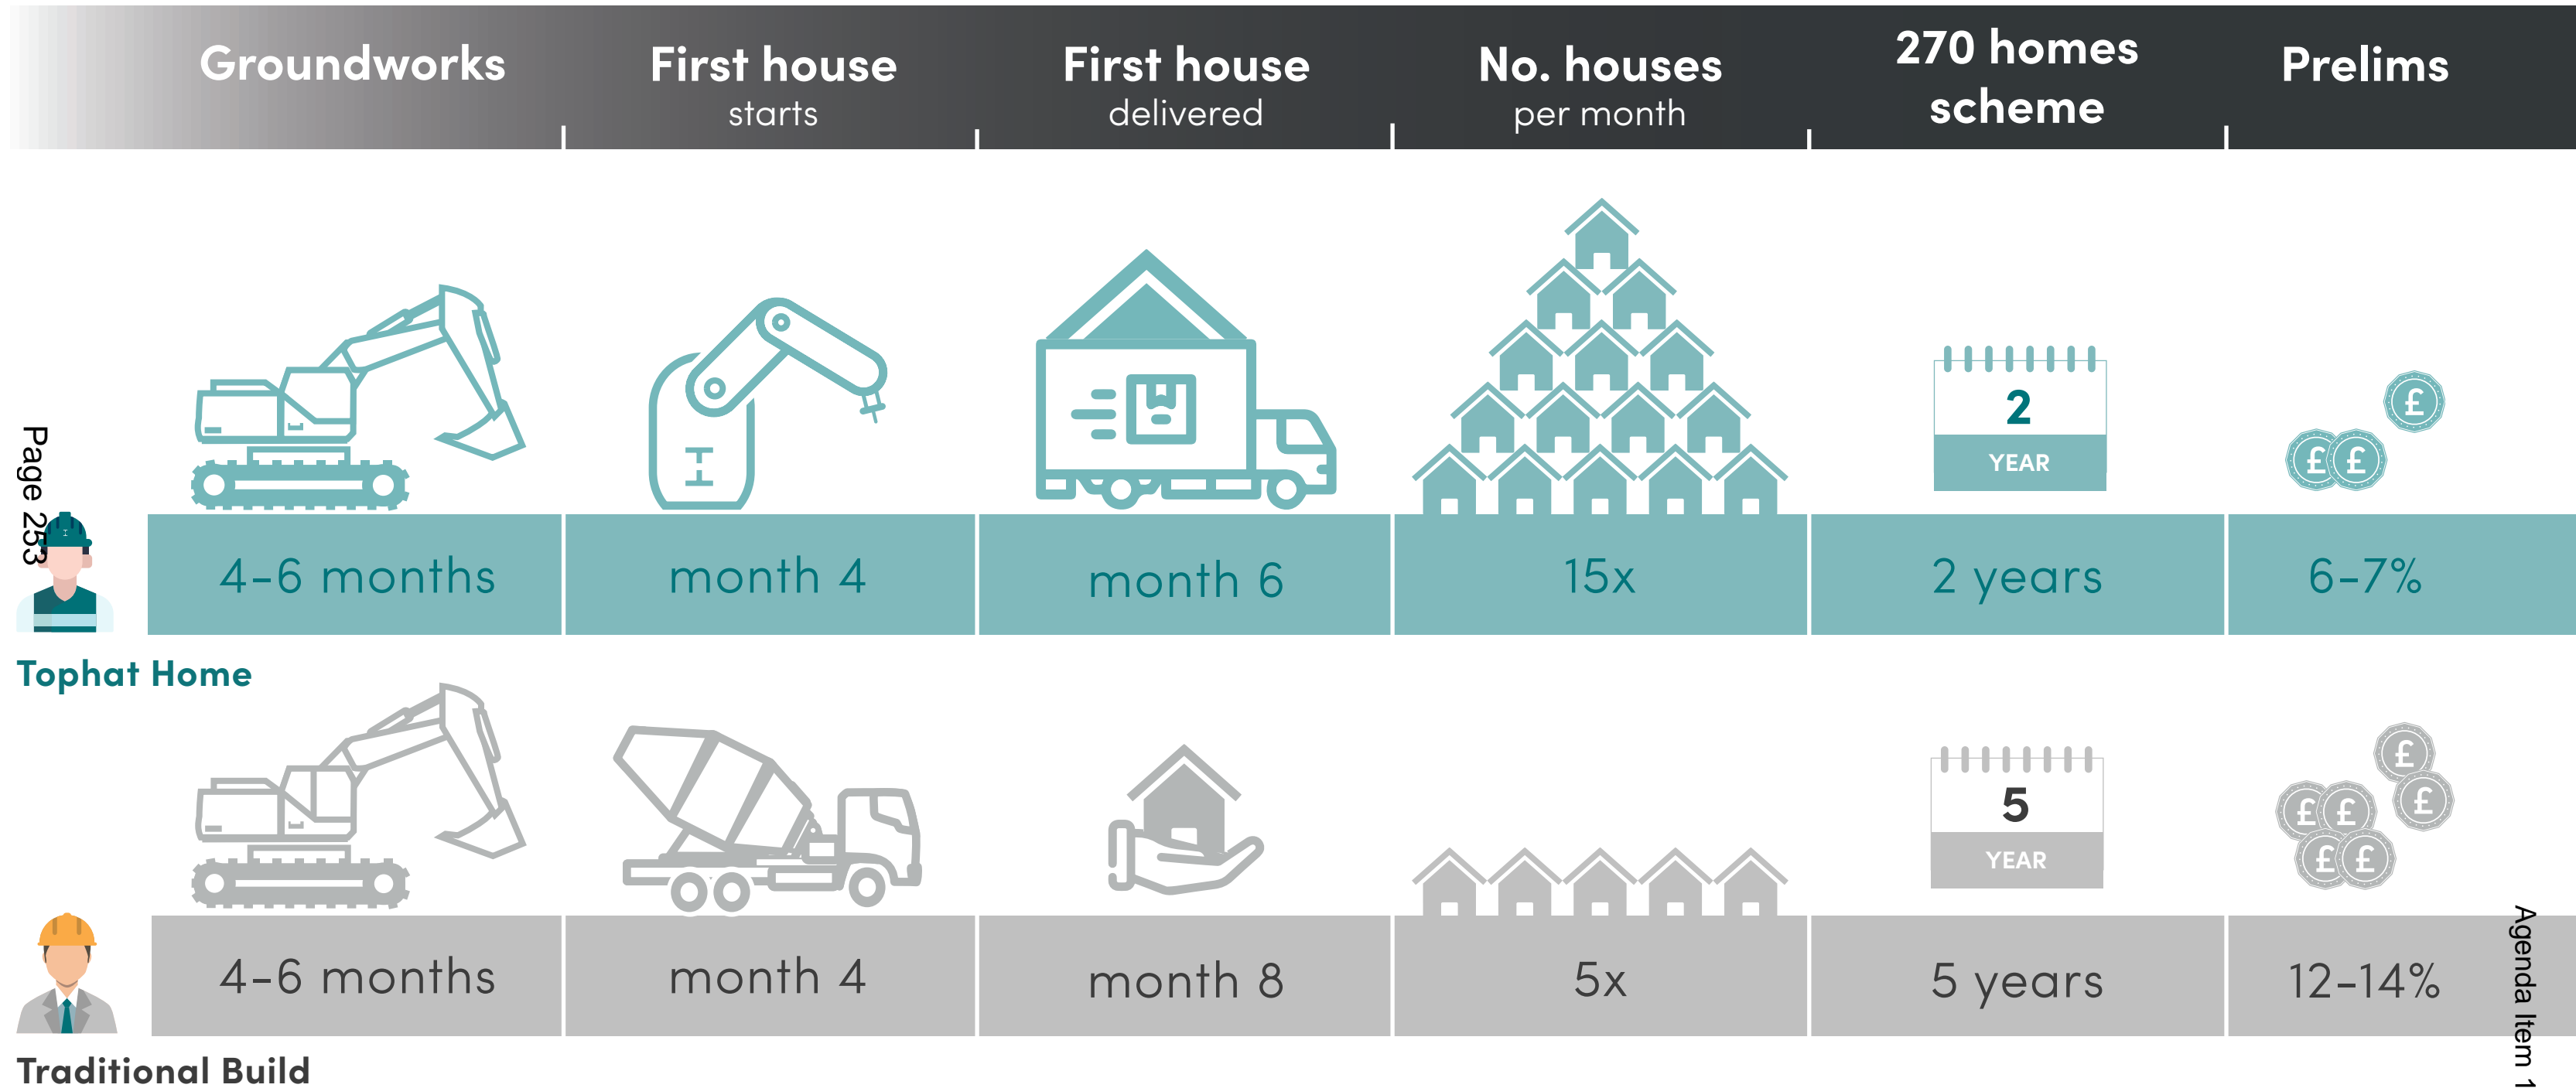 Groundworks
First house
starts
First house
delivered
No. houses
per month
270 homes
scheme
Prelims
2
YEAR
£
£ £
Page 253
4-6 months
month 4
month 6
15x
2 years
6-7%
Tophat Home
5
YEAR
£
£
£ £
£ £
4-6 months
month 4
month 8
5x
5 years
12-14%
Traditional Build
Agenda Item 1